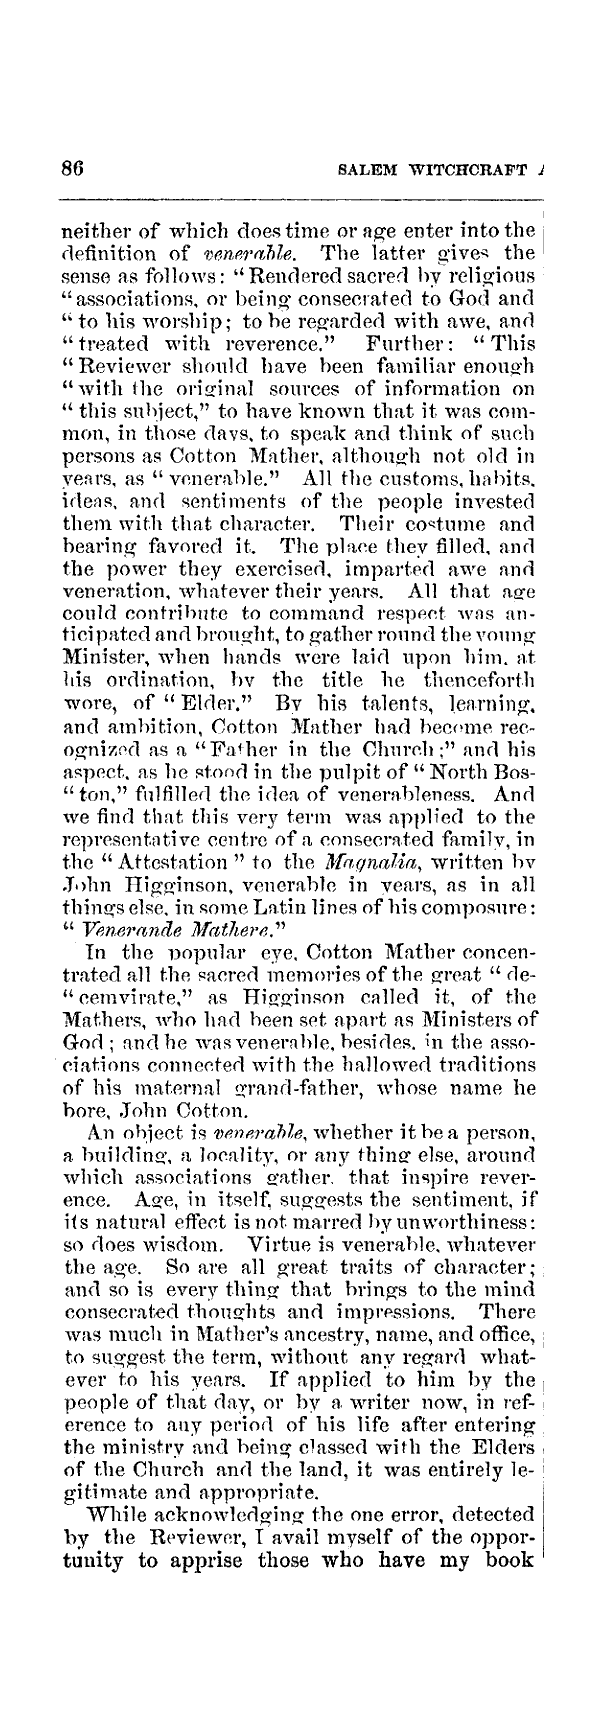 86 SALEM WITCHCRAFT
neither of which does time or age enter into the
definition of venerable. The latter gives the
sense as follows: “Rendered sacred by religious
“associations, or being consecrated to God and
“to his worship; to be regarded with awe, and
“treated with reverence.” Further: “This
“Reviewer should have been familiar enough
“with the original sources of information on
“this subject,” to have known that it was com-
mon, in those days, to speak and think of such
persons as Cotton Mather, although not old in
years, as “venerable.” All the customs, habits,
ideas, and sentiments of the people invested
them with that character. Their costume and
bearing favored it. The place they filled, and
the power they exercised, imparted awe and
veneration, whatever their years. All that age
could contribute to command respect was an-
ticipated and brought, to gather round the young
Minister, when hands were laid upon him, at
his ordination, by the title he thenceforth
wore, of “Elder.” By his talents, learning,
and ambition, Cotton Mather had become rec-
ognized as a “Father in the Church;” and his
aspect, as he stood in the pulpit of “North Bos-
“ton,” fulfilled the idea of venerableness. And
we find that this very term was applied to the
representative centre of a consecrated family, in
the “Attestation” to the Magnalia, written by
John Higginson, venerable in years, as in all
things else, in some Latin lines of his composure:
“Venerande Mathere.”
In the popular eye, Cotton Mather concen-
trated all the sacred memories of the great “de-
“cemvirate,” as Higginson called it, of the
Mathers, who had been set apart as Ministers of
God; and he was venerable, besides, in the asso-
ciations connected with the hallowed traditions
of his maternal grand-father, whose name he
bore, John Cotton.
An object is venerable, whether it be a person,
a building, a locality, or any thing else, around
which associations gather, that inspire rever-
ence. Age, in itself, suggests the sentiment, if
its natural effect is not marred by unworthiness:
so does wisdom. Virtue is venerable, whatever
the age. So are all great traits of character;
and so is every thing that brings to the mind
consecrated thoughts and impressions. There
was much in Mather’s ancestry, name, and office,
to suggest the term, without any regard what-
ever to his years. If applied to him by the
people of that day, or by a writer now, in ref-
erence to any period of his life after entering
the ministry and being classed with the Elders
of the Church and the land, it was entirely le-
gitimate and appropriate.
While acknowledging the one error, detected
by the Reviewer, I avail myself of the oppor-
tunity to apprise those who have my book